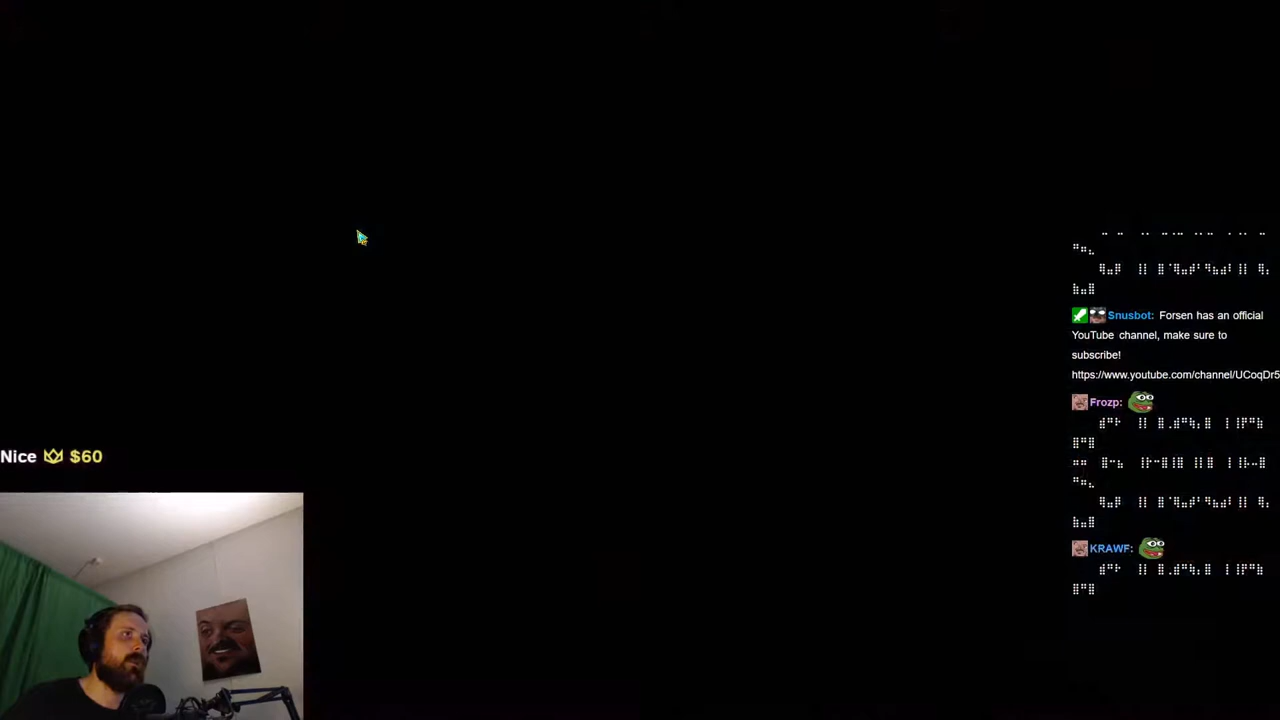 Snusbot: Forsen has an official
YouTube channel, make sure to
subscribe!
https://www.youtube.com/channel/UCoqDr5
Frozp:
Nice $60
KRAWF: